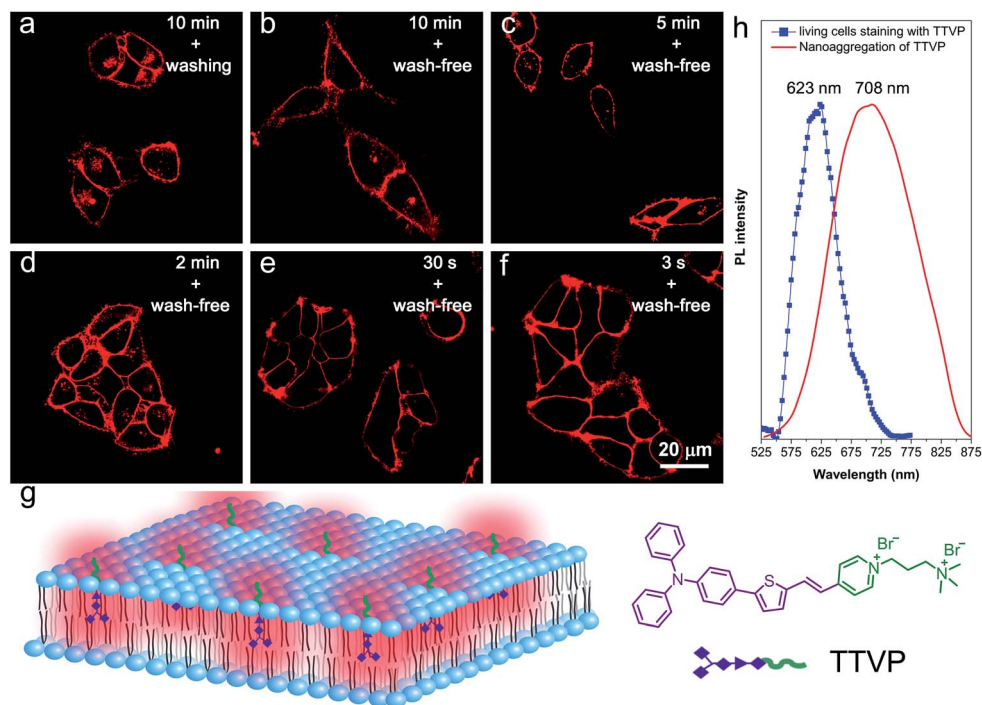 a
10 min
+
washing
b
10 min
+
wash-free
c
5 min
+
wash-free
d
2 min
+
wash-free
e
30 s
+
wash-free
f
3 s
+
wash-free
20 μm
h
living cells staining with TTVP
Nanoaggregation of TTVP
623 nm
708 nm
PL intensity
525 575 625 675 725 775 825 875
Wavelength (nm)
g
Br⁻
Br⁻
N
S
N⁺
N⁺
TTVP